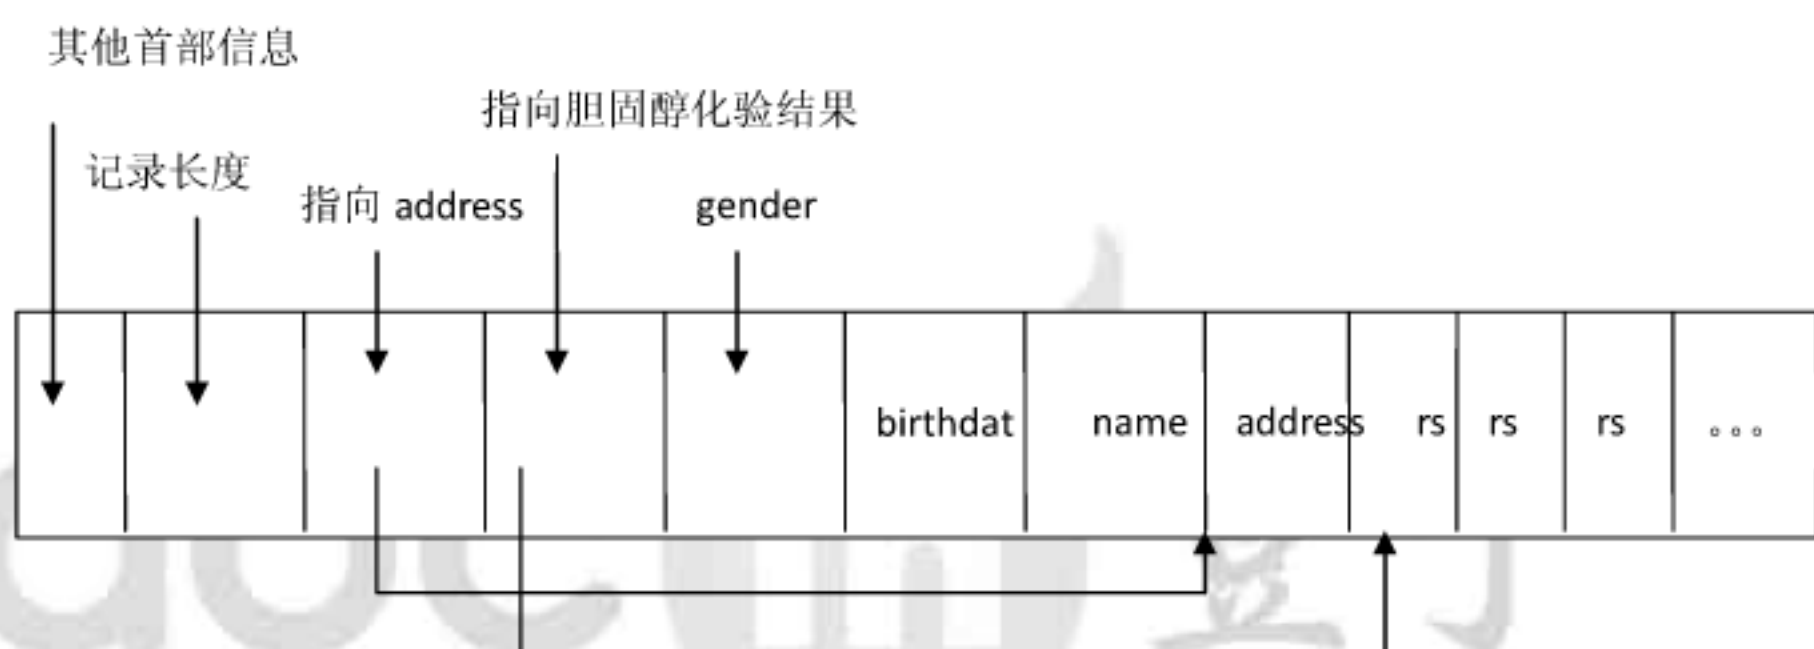 其他首部信息
指向胆固醇化验结果
记录长度
指向 address
gender
birthdat
name
address
rs
rs
rs
。。。